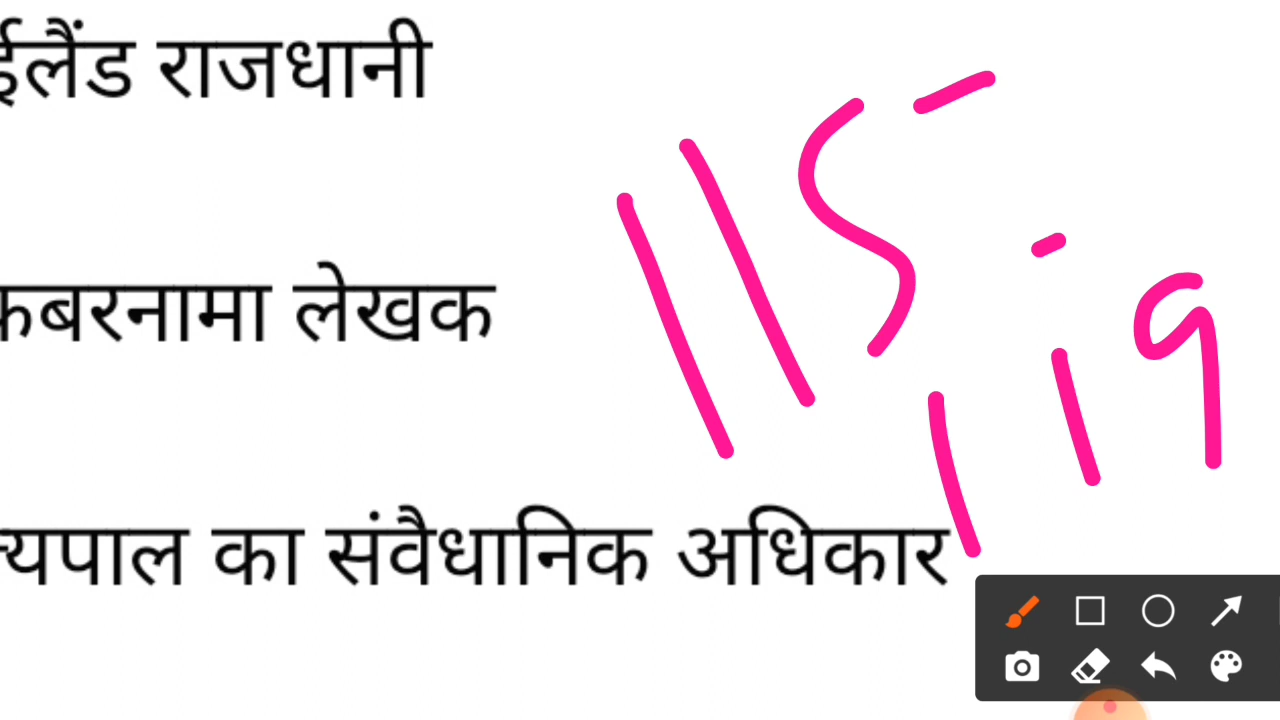 ईलैंड राजधानी
115-
कबरनामा लेखक
- 119
्यपाल का संवैधानिक अधिकार